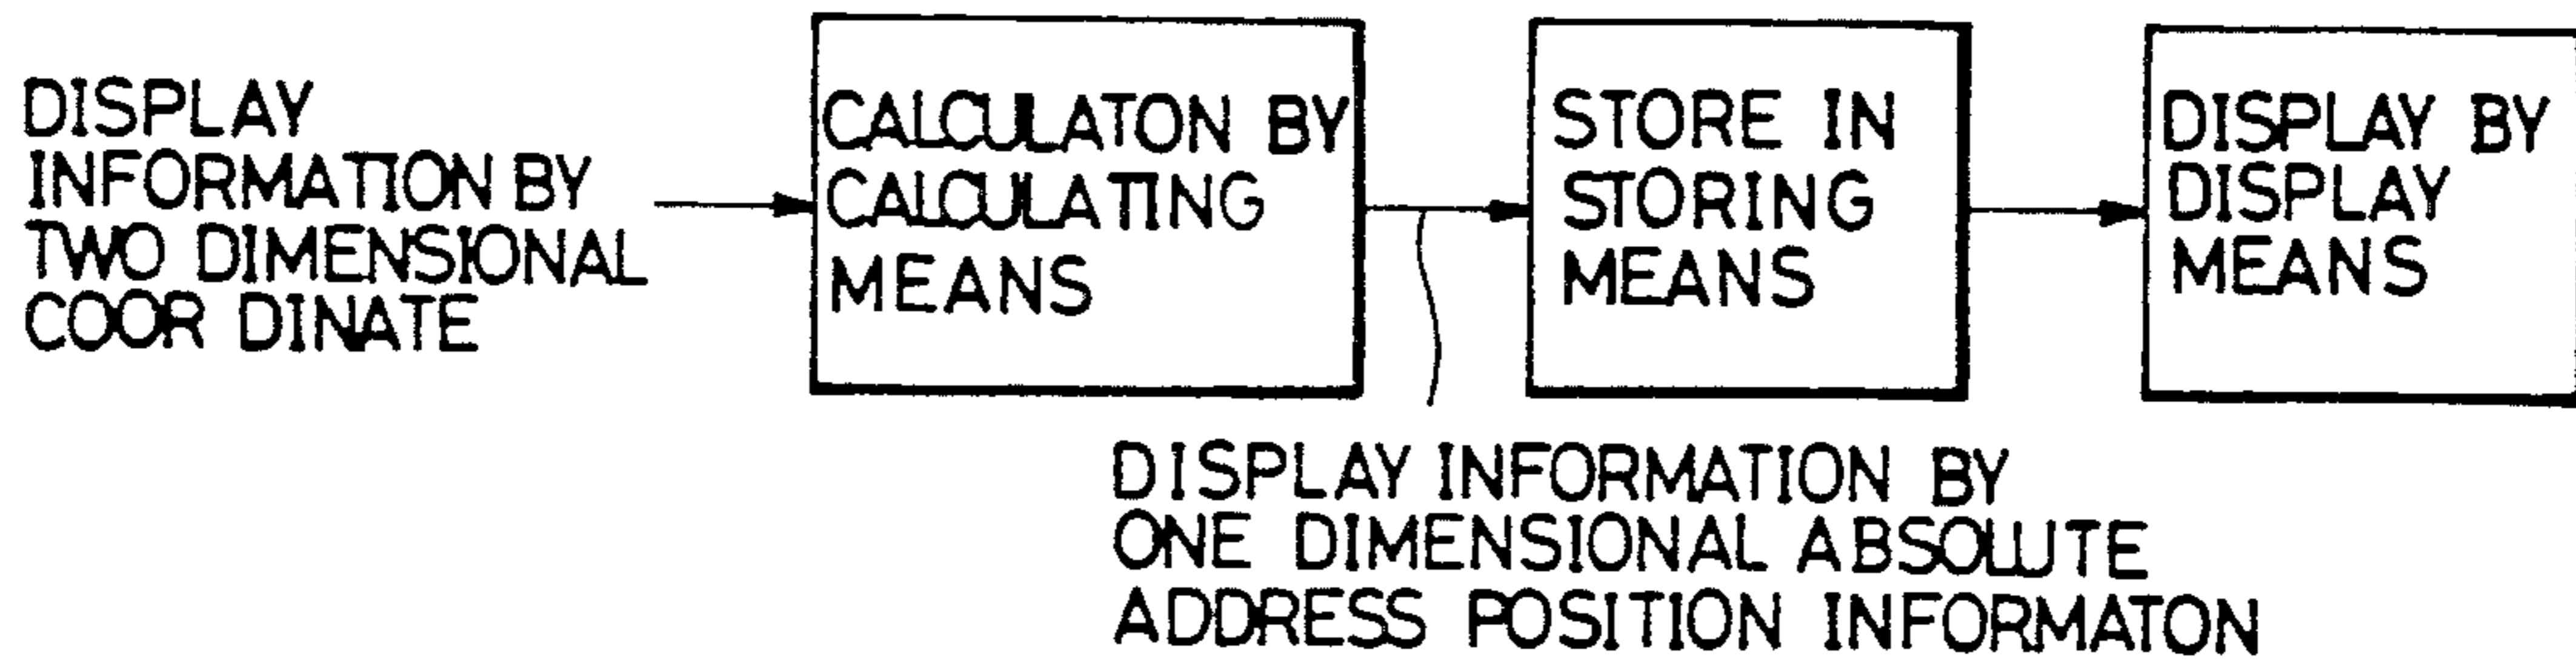 DISPLAY
INFORMATION BY
TWO DIMENSIONAL
COOR DINATE
CALCULATON BY
CALCULATING
MEANS
STORE IN
STORING
MEANS
DISPLAY BY
DISPLAY
MEANS
DISPLAY INFORMATION BY
ONE DIMENSIONAL ABSOLUTE
ADDRESS POSITION INFORMATON